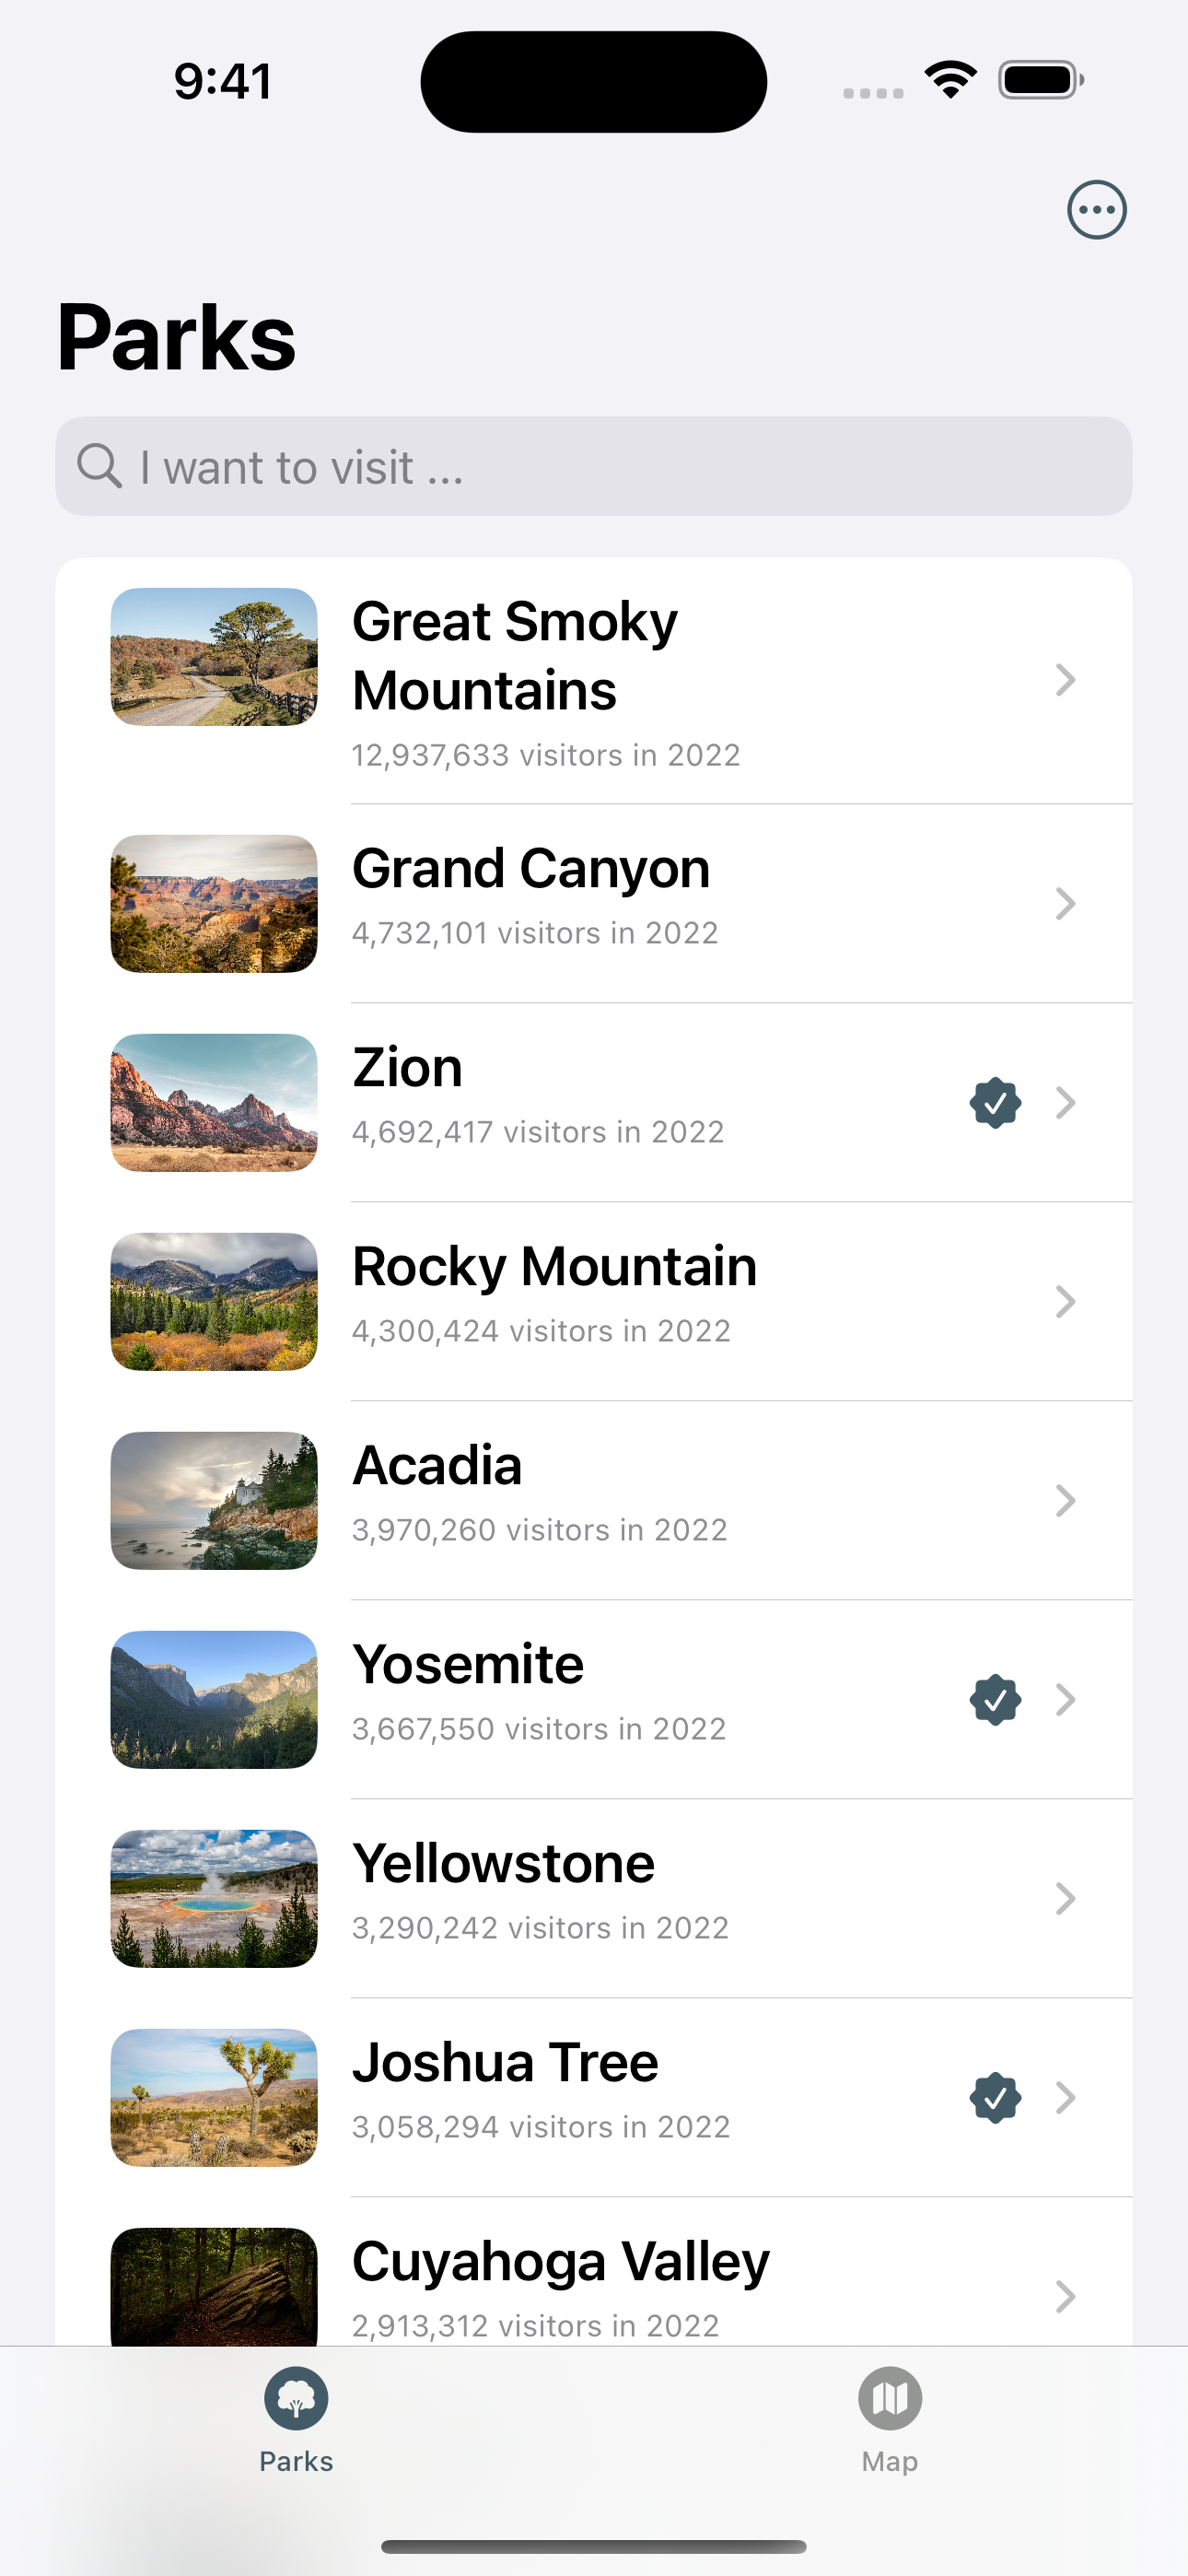 9:41
Parks
I want to visit ...
Great Smoky
Mountains
12,937,633 visitors in 2022
Grand Canyon
4,732,101 visitors in 2022
Zion
4,692,417 visitors in 2022
Rocky Mountain
4,300,424 visitors in 2022
Acadia
3,970,260 visitors in 2022
Yosemite
3,667,550 visitors in 2022
Yellowstone
3,290,242 visitors in 2022
Joshua Tree
3,058,294 visitors in 2022
Cuyahoga Valley
2,913,312 visitors in 2022
Parks
Map